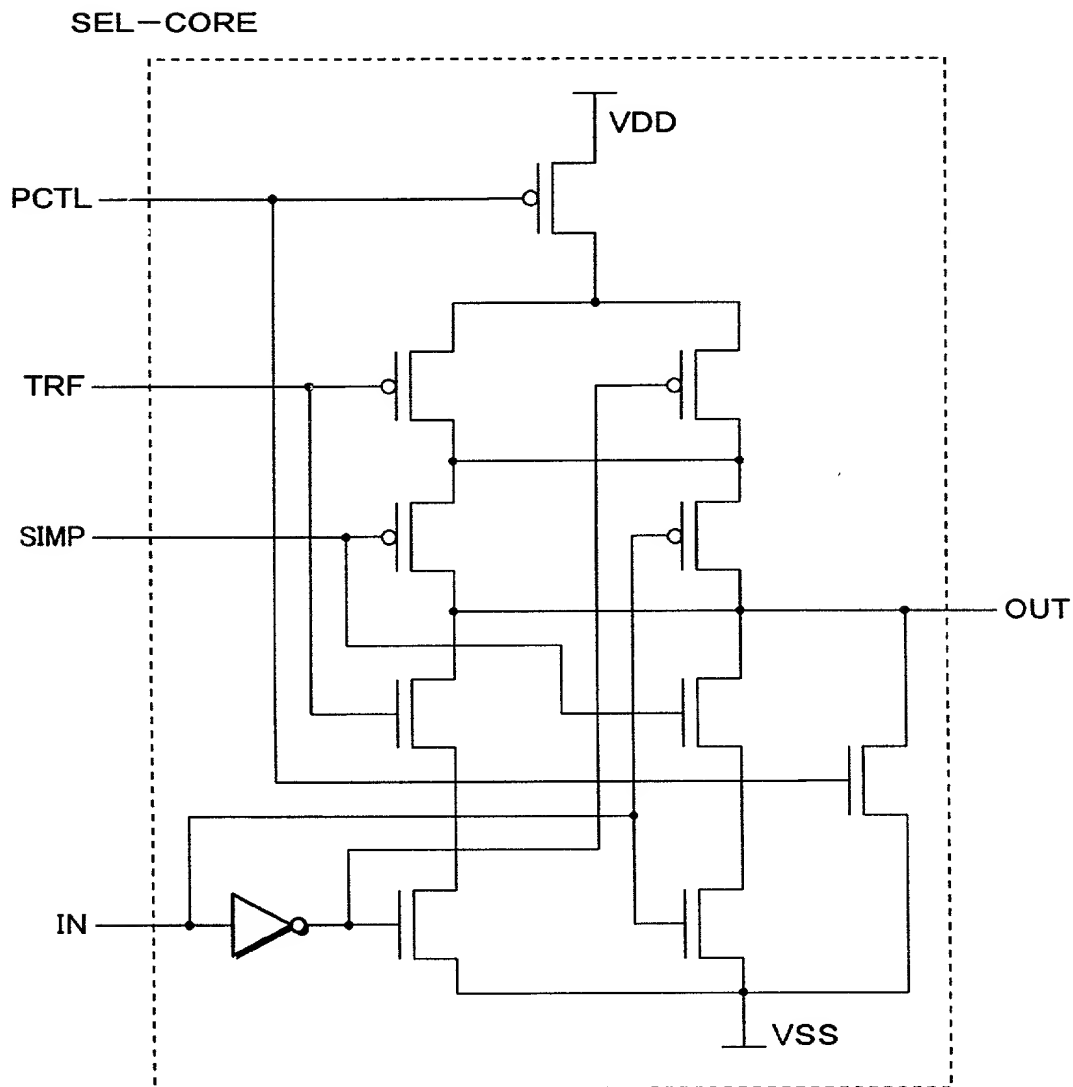 SEL-CORE
VDD
PCTL
TRF
SIMP
OUT
IN
VSS